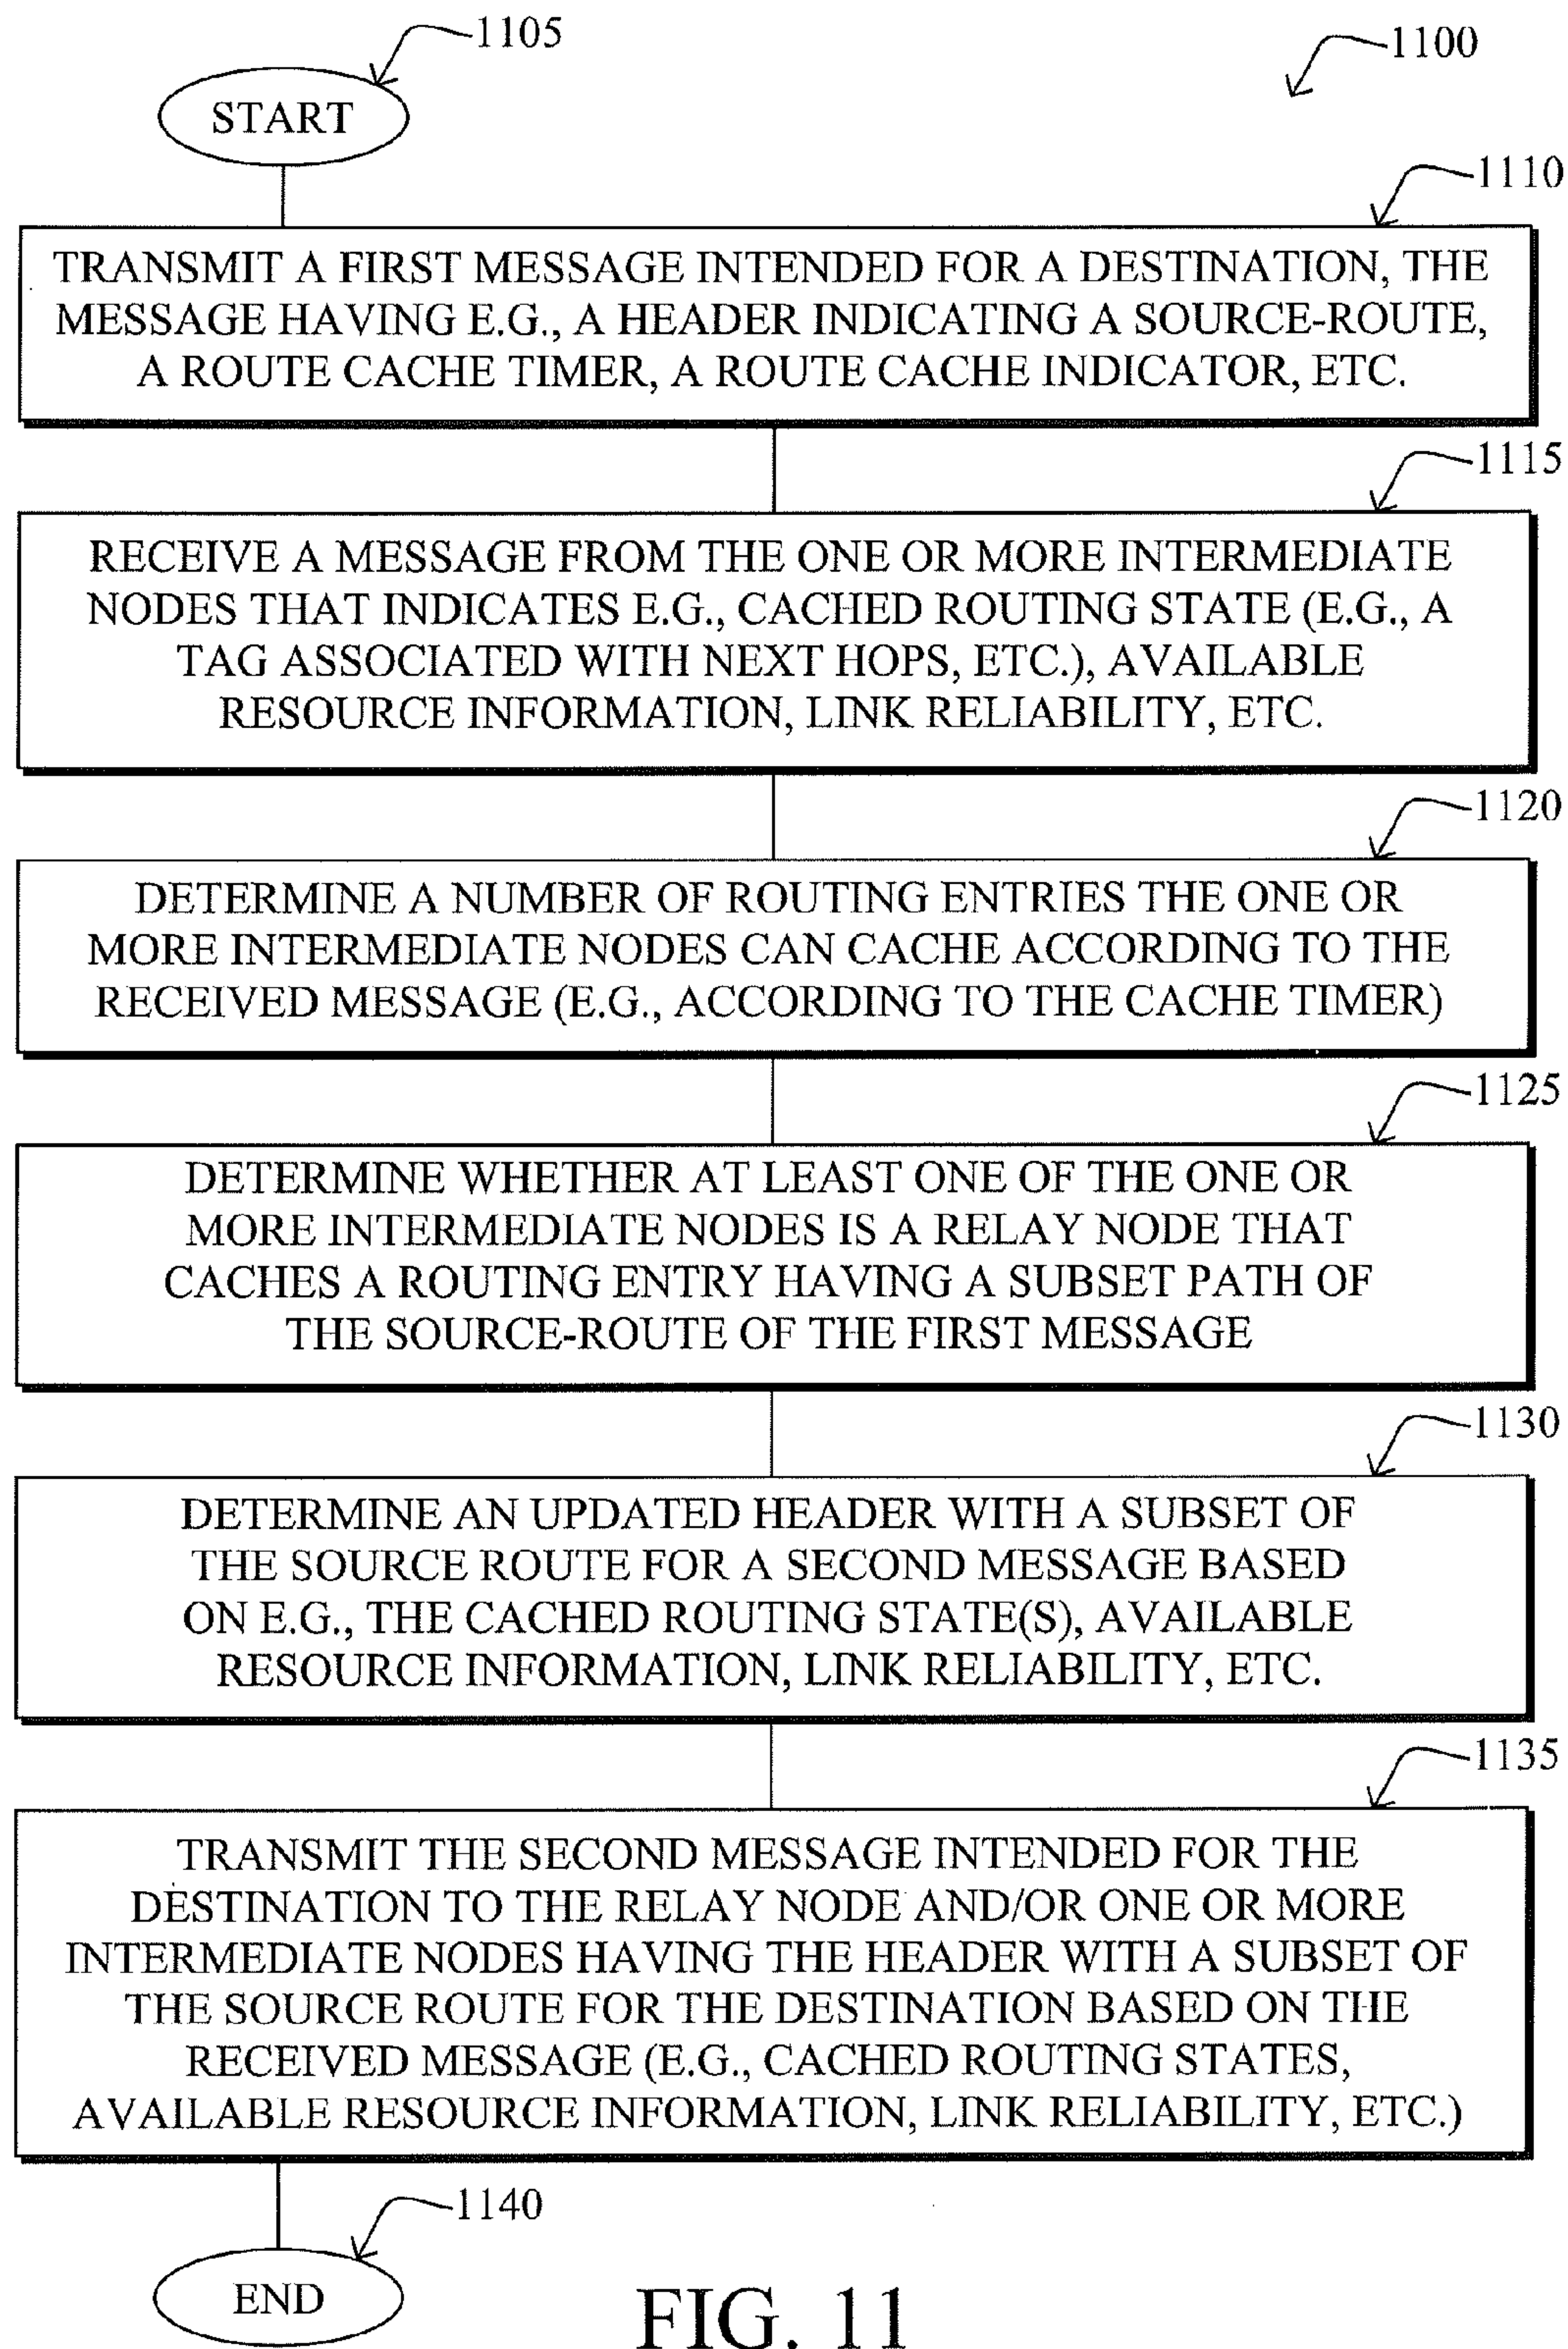 1105
1100
START
1110
TRANSMIT A FIRST MESSAGE INTENDED FOR A DESTINATION, THE
MESSAGE HAVING E.G., A HEADER INDICATING A SOURCE-ROUTE,
A ROUTE CACHE TIMER, A ROUTE CACHE INDICATOR, ETC.
1115
RECEIVE A MESSAGE FROM THE ONE OR MORE INTERMEDIATE
NODES THAT INDICATES E.G., CACHED ROUTING STATE (E.G., A
TAG ASSOCIATED WITH NEXT HOPS, ETC.), AVAILABLE
RESOURCE INFORMATION, LINK RELIABILITY, ETC.
1120
DETERMINE A NUMBER OF ROUTING ENTRIES THE ONE OR
MORE INTERMEDIATE NODES CAN CACHE ACCORDING TO THE
RECEIVED MESSAGE (E.G., ACCORDING TO THE CACHE TIMER)
1125
DETERMINE WHETHER AT LEAST ONE OF THE ONE OR
MORE INTERMEDIATE NODES IS A RELAY NODE THAT
CACHES A ROUTING ENTRY HAVING A SUBSET PATH OF
THE SOURCE-ROUTE OF THE FIRST MESSAGE
1130
DETERMINE AN UPDATED HEADER WITH A SUBSET OF
THE SOURCE ROUTE FOR A SECOND MESSAGE BASED
ON E.G., THE CACHED ROUTING STATE(S), AVAILABLE
RESOURCE INFORMATION, LINK RELIABILITY, ETC.
1135
TRANSMIT THE SECOND MESSAGE INTENDED FOR THE
DESTINATION TO THE RELAY NODE AND/OR ONE OR MORE
INTERMEDIATE NODES HAVING THE HEADER WITH A SUBSET OF
THE SOURCE ROUTE FOR THE DESTINATION BASED ON THE
RECEIVED MESSAGE (E.G., CACHED ROUTING STATES,
AVAILABLE RESOURCE INFORMATION, LINK RELIABILITY, ETC.)
1140
END
FIG. 11